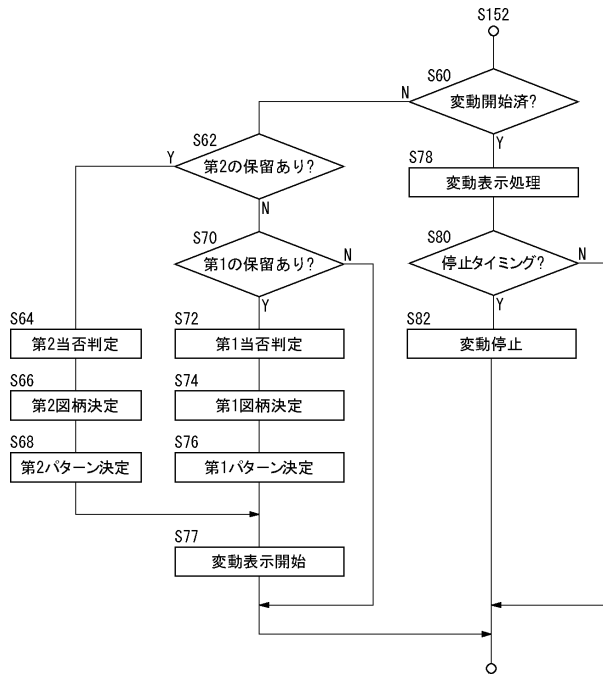 S152
S60
変動開始済?
N
Y
S62
第2の保留あり?
Y
N
S78
変動表示処理
S70
第1の保留あり?
N
Y
S80
停止タイミング?
N
Y
S64
第2当否判定
S72
第1当否判定
S82
変動停止
S66
第2図柄決定
S74
第1図柄決定
S68
第2パターン決定
S76
第1パターン決定
S77
変動表示開始